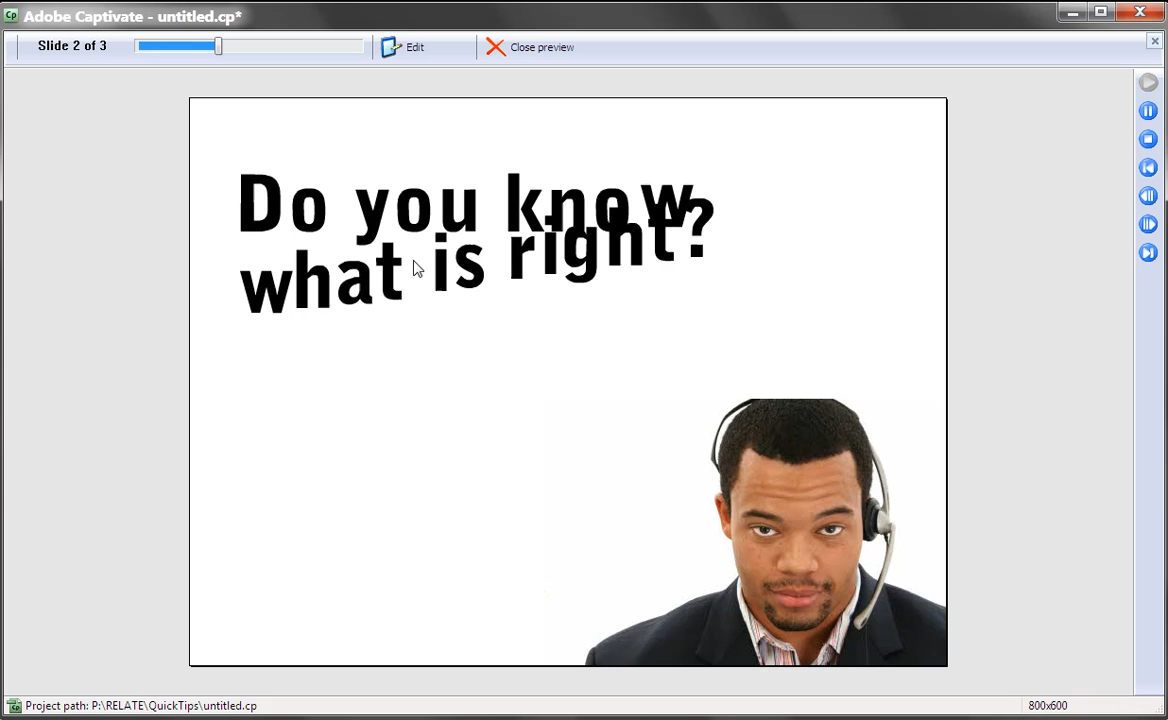 Adobe Captivate - untitled.cp*
Slide 2 of 3
Edit
Close preview
Do you know
what is right?
Project path: P:\RELATE\QuickTips\untitled.cp
800x600